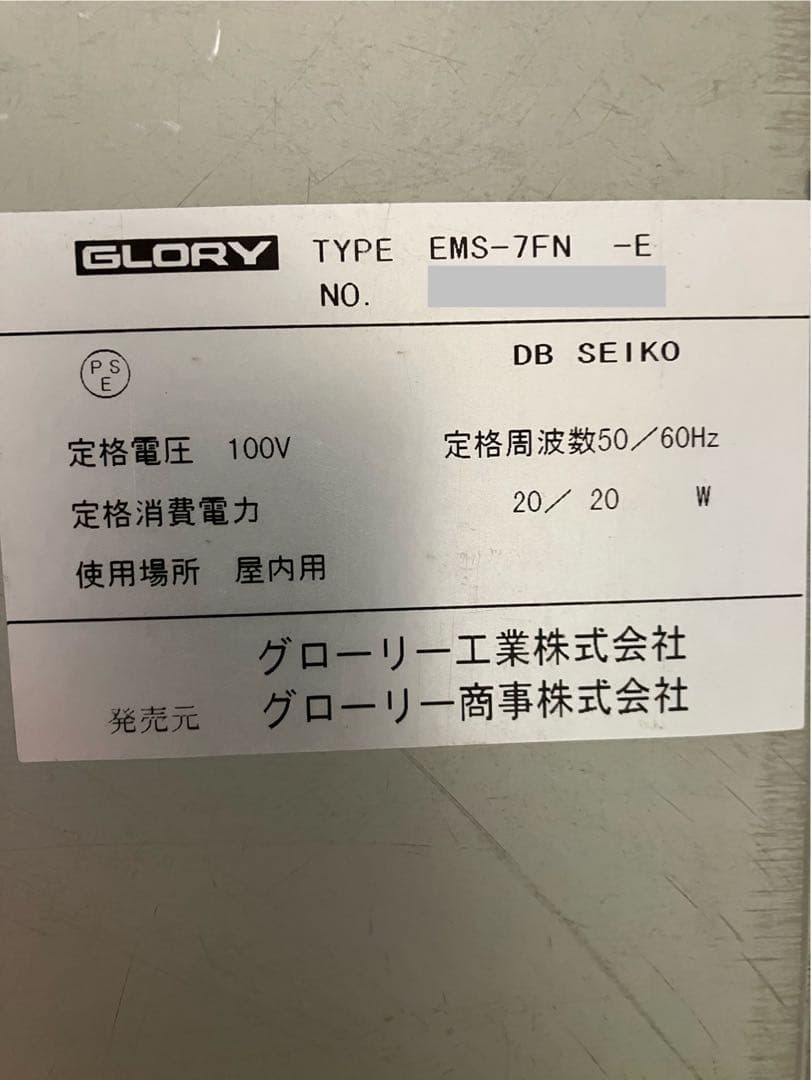 GLORY TYPE EMS-7FN -E
NO.
PSE
DB SEIKO
定格電圧 100V 定格周波数50/60Hz
定格消費電力 20/20 W
使用場所 屋内用
グローリー工業株式会社
発売元 グローリー商事株式会社